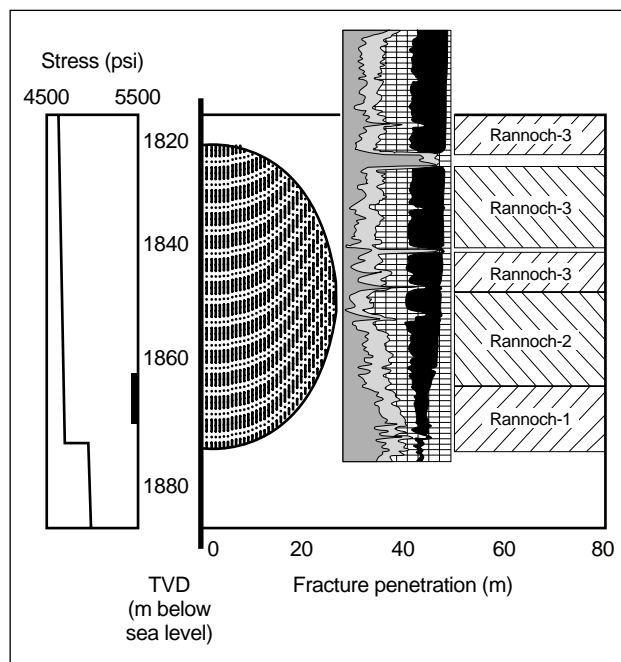 Stress (psi)
4500 5500
1820
1840
1860
1880
Rannoch-3
Rannoch-3
Rannoch-3
Rannoch-2
Rannoch-1
0 20 40 60 80
TVD
(m below
sea level)
Fracture penetration (m)